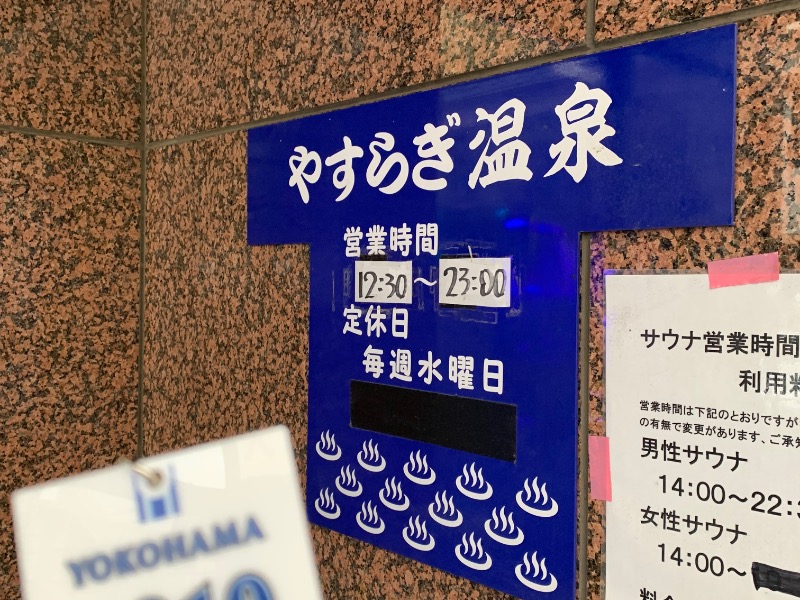 やすらぎ温泉
営業時間
12:30～23:00
定休日
毎週水曜日
サウナ営業時間
利用料
営業時間は下記のとおりですが
の有無で変更があります、ご承知
男性サウナ
14:00～22:3
女性サウナ
14:00～
料金
YOKOHAMA